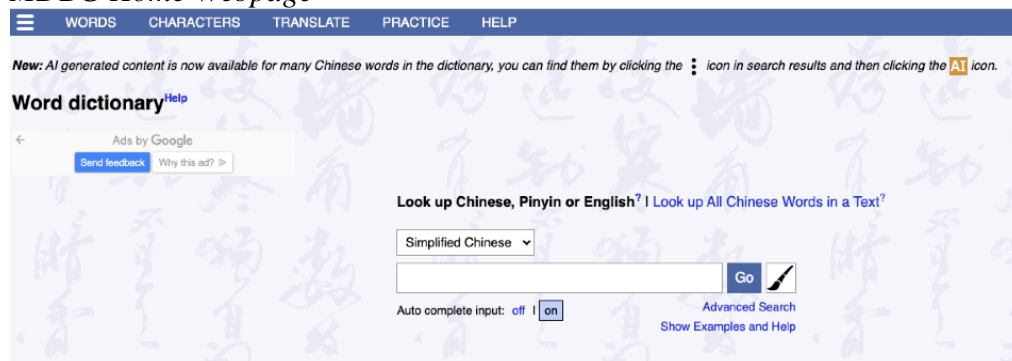 MDBG Home Webpage
WORDS CHARACTERS TRANSLATE PRACTICE HELP
New: AI generated content is now available for many Chinese words in the dictionary, you can find them by clicking the icon in search results and then clicking the AI icon.
Word dictionary Help
Ads by Google
Send feedback Why this ad?
Look up Chinese, Pinyin or English? | Look up All Chinese Words in a Text?
Simplified Chinese
Go
Auto complete input: off | on
Advanced Search
Show Examples and Help